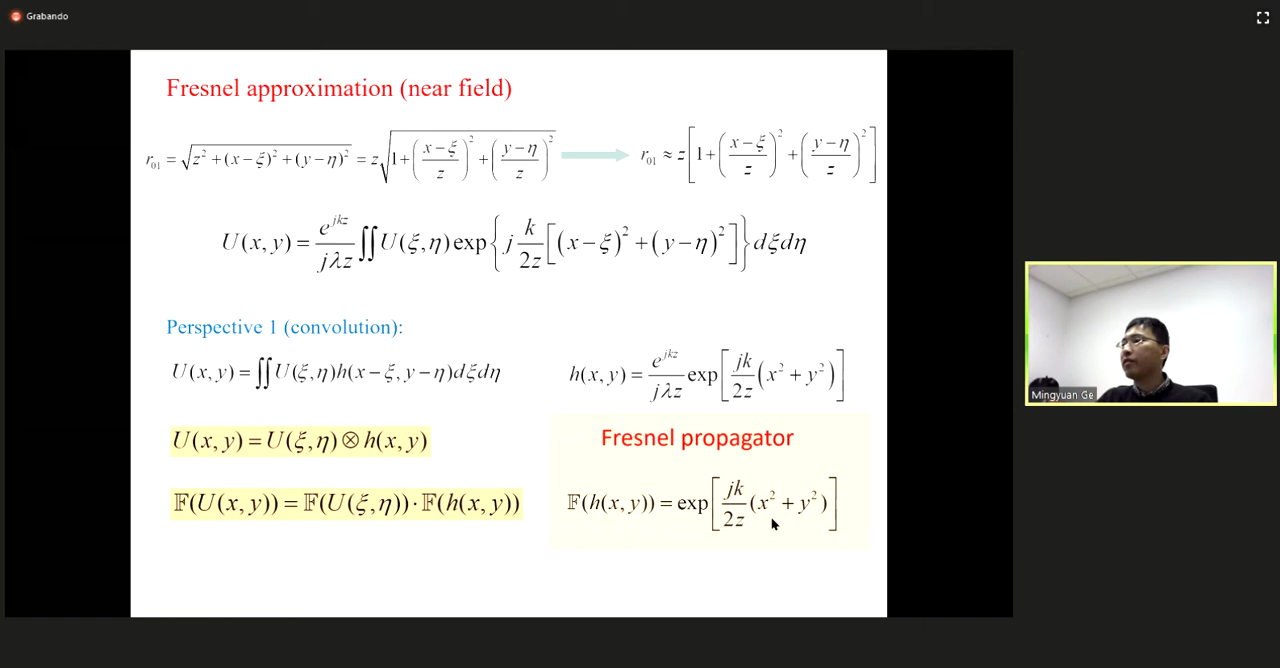 Grabando
Fresnel approximation (near field)
r₀₁ = √(z² + (x−ξ)² + (y−η)²) = z√(1 + ((x−ξ)/z)² + ((y−η)/z)²) → r₀₁ ≈ z[1 + ((x−ξ)/z)² + ((y−η)/z)²]
U(x, y) = e^{jkz}/(jλz) ∬ U(ξ, η) exp{ j k/(2z) [(x−ξ)² + (y−η)²] } dξdη
Perspective 1 (convolution):
U(x, y) = ∬ U(ξ, η)h(x − ξ, y − η)dξdη
h(x, y) = e^{jkz}/(jλz) exp[ jk/(2z) (x² + y²) ]
U(x, y) = U(ξ, η) ⊗ h(x, y)
𝔽(U(x, y)) = 𝔽(U(ξ, η)) · 𝔽(h(x, y))
Fresnel propagator
𝔽(h(x, y)) = exp[ jk/(2z) (x² + y²) ]
Mingyuan Ge